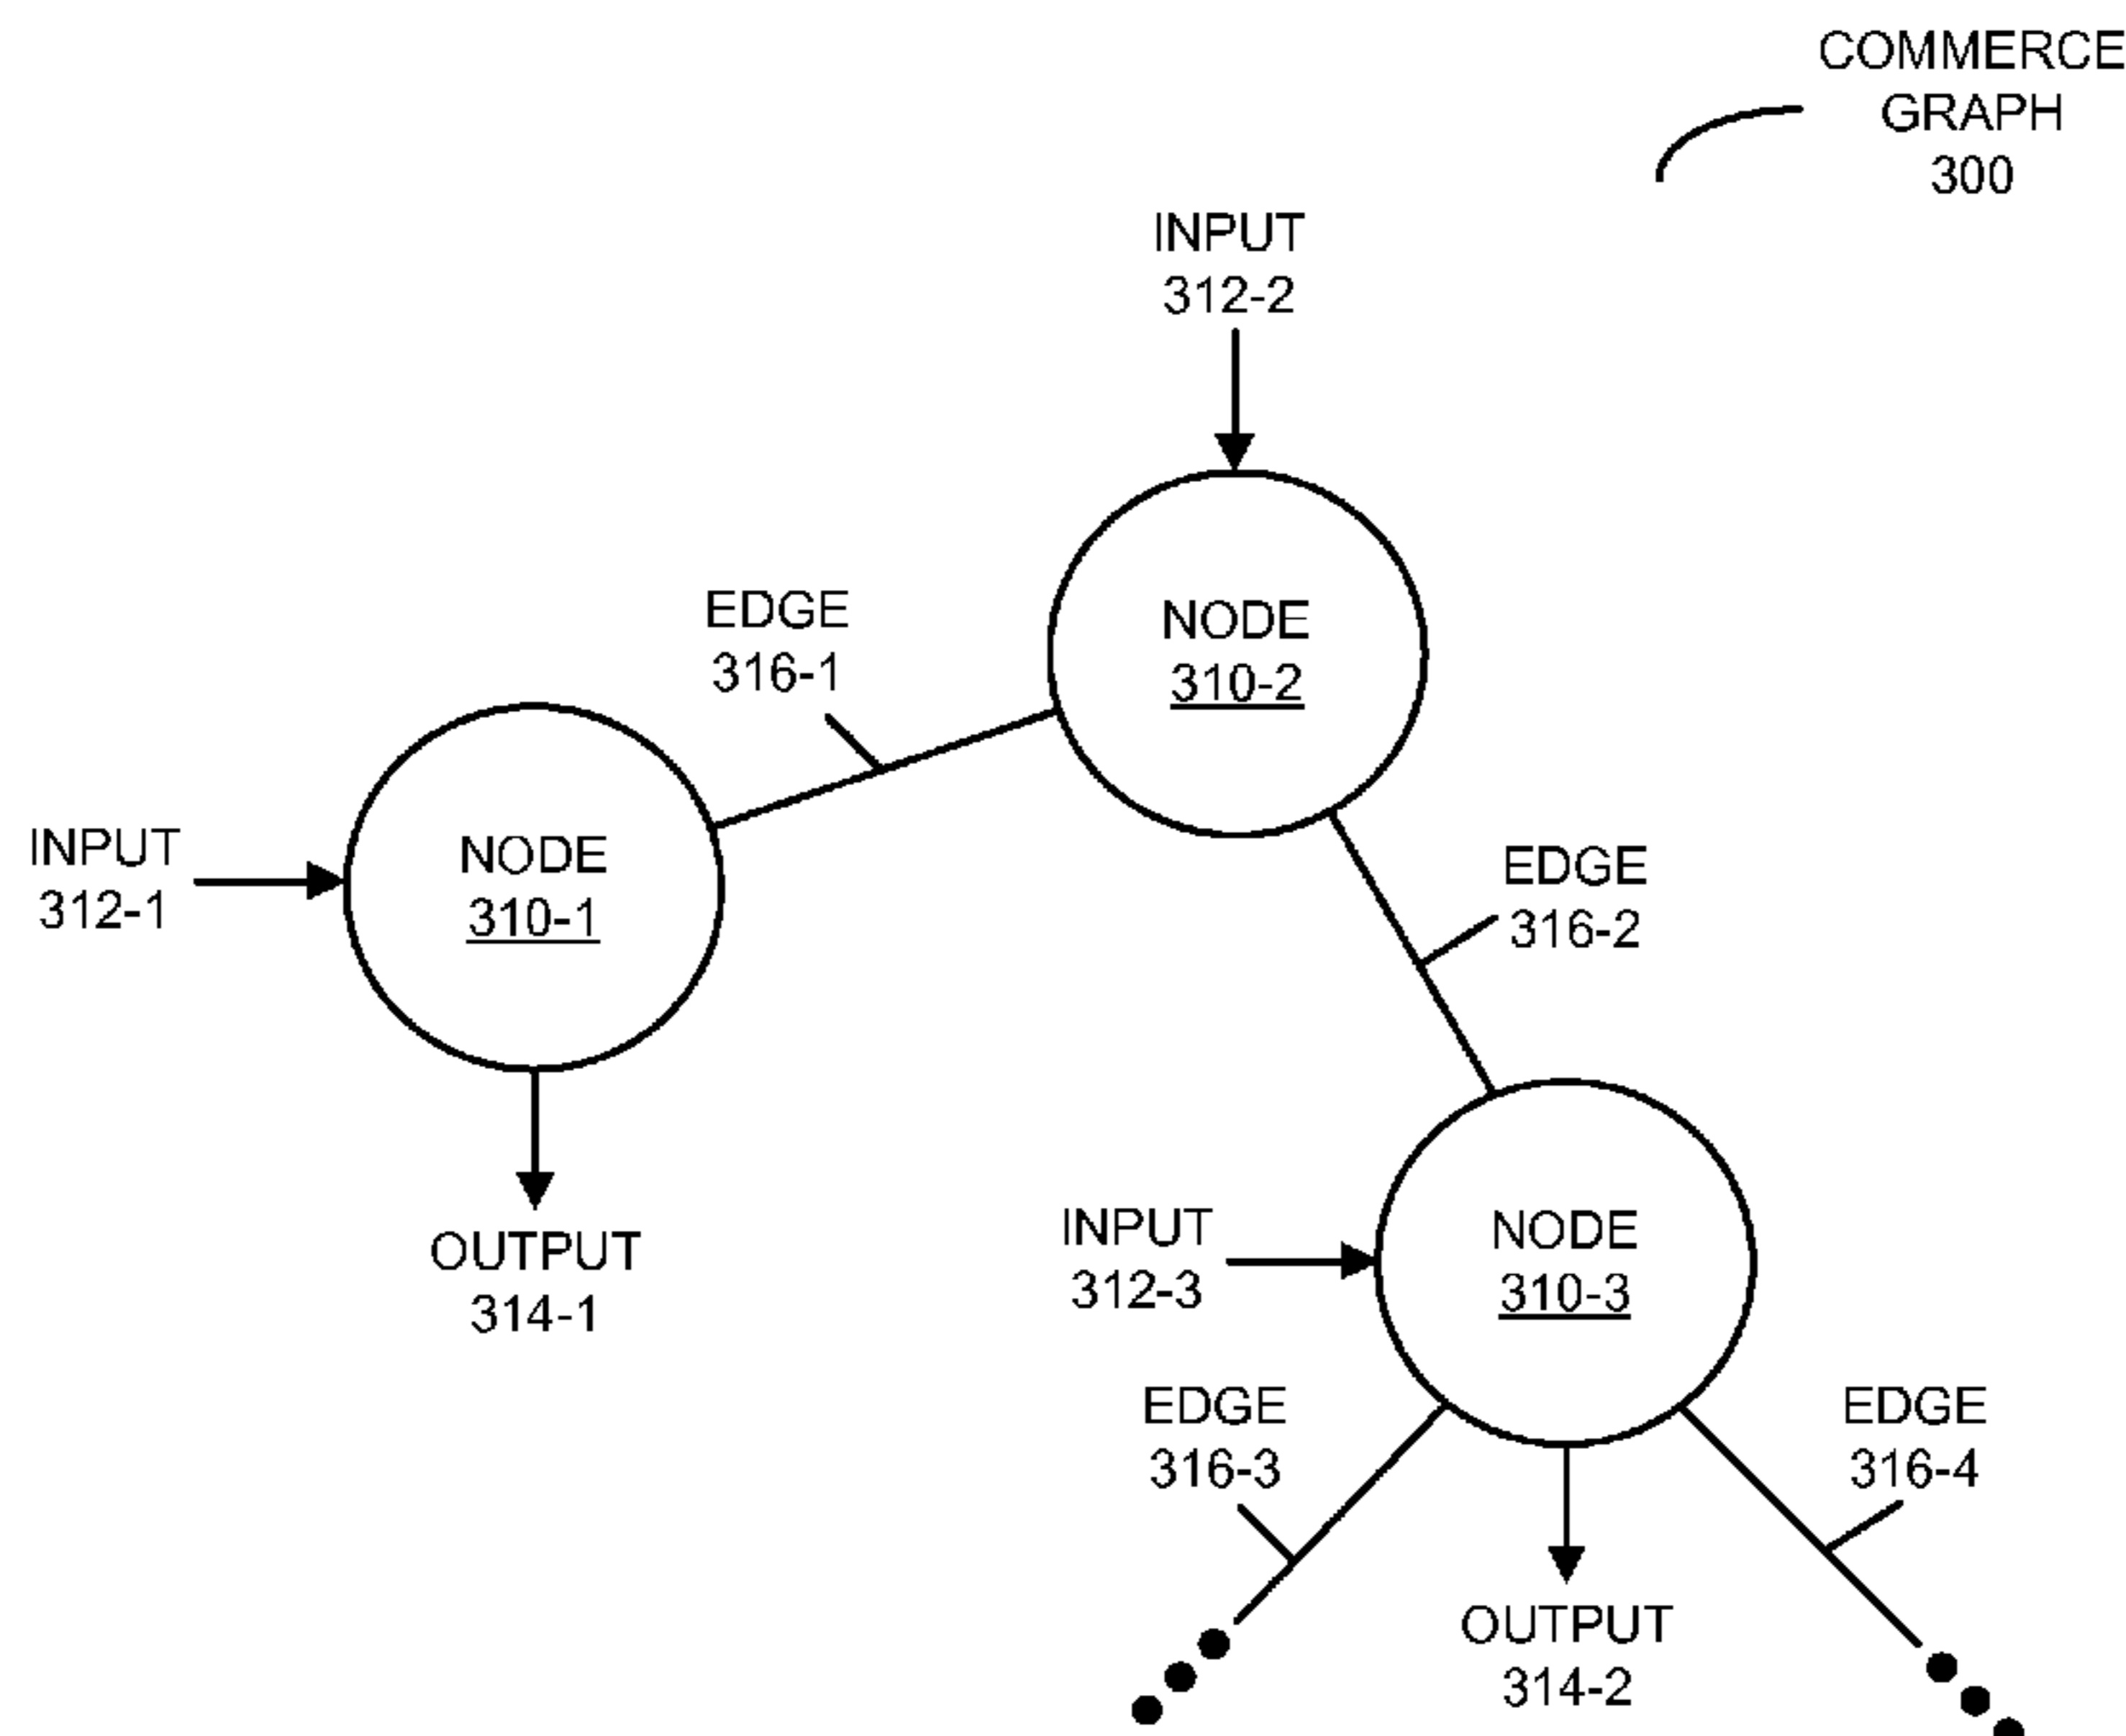 COMMERCE
GRAPH
300
INPUT
312-2
NODE
310-2
EDGE
316-1
INPUT
312-1
NODE
310-1
EDGE
316-2
OUTPUT
314-1
INPUT
312-3
NODE
310-3
EDGE
316-3
EDGE
316-4
OUTPUT
314-2